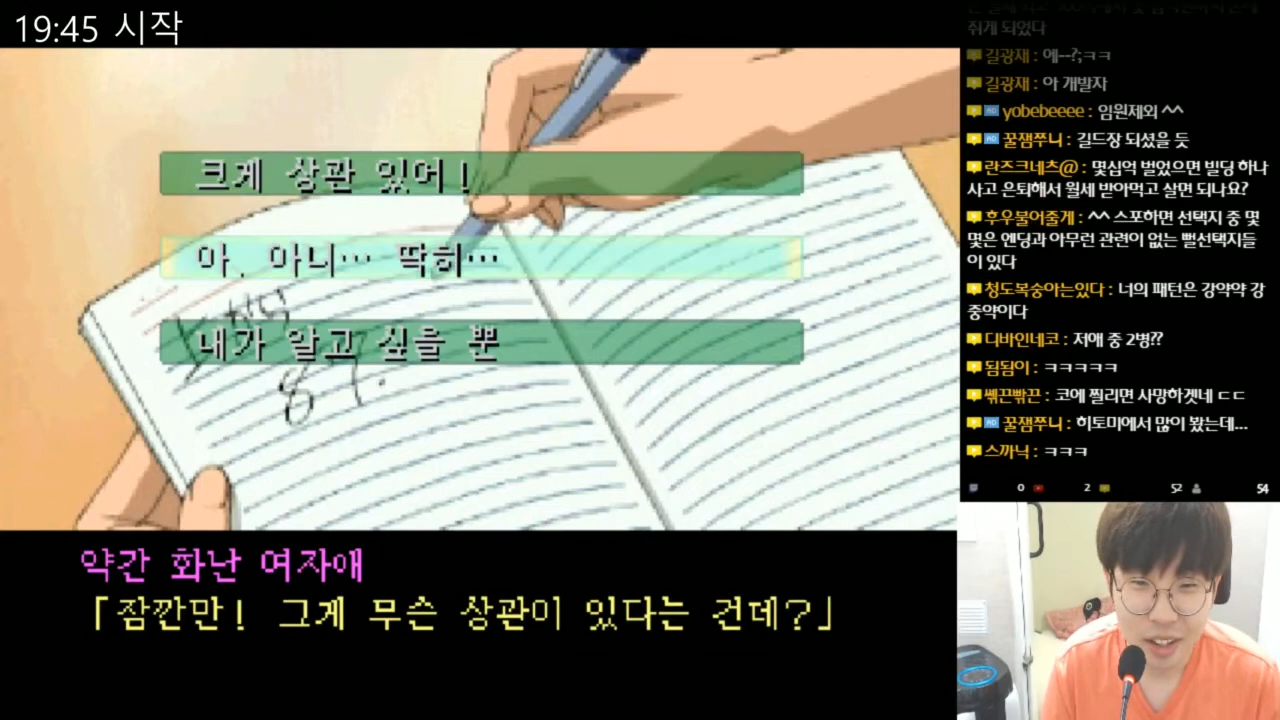 19:45 시작
쥐게 되었다
길광재 : 에--?;ㅋㅋ
길광재 : 아 개발자
yobebeeee : 임원제외 ^^
꿀잼쭈니 : 길드장 되셨을 듯
란즈크네츠@ : 몇십억 벌었으면 빌딩 하나
사고 은퇴해서 월세 받아먹고 살면 되나요?
후우불어줄게 : ^^ 스포하면 선택지 중 몇
몇은 엔딩과 아무런 관련이 없는 뻘선택지들
이 있다
청도복숭아는있다 : 너의 패턴은 강약약 강
중약이다
디바인네코 : 저애 중 2병??
됨됨이 : ㅋㅋㅋㅋㅋ
쀍끈빢끈 : 코에 찔리면 사망하겟네 ㄷㄷ
꿀잼쭈니 : 히토미에서 많이 봤는데...
스까닉 : ㅋㅋㅋ
0 2 52 54
크게 상관 있어!
아. 아니… 딱히…
내가 알고 싶을 뿐
87.
약간 화난 여자애
「잠깐만! 그게 무슨 상관이 있다는 건데?」